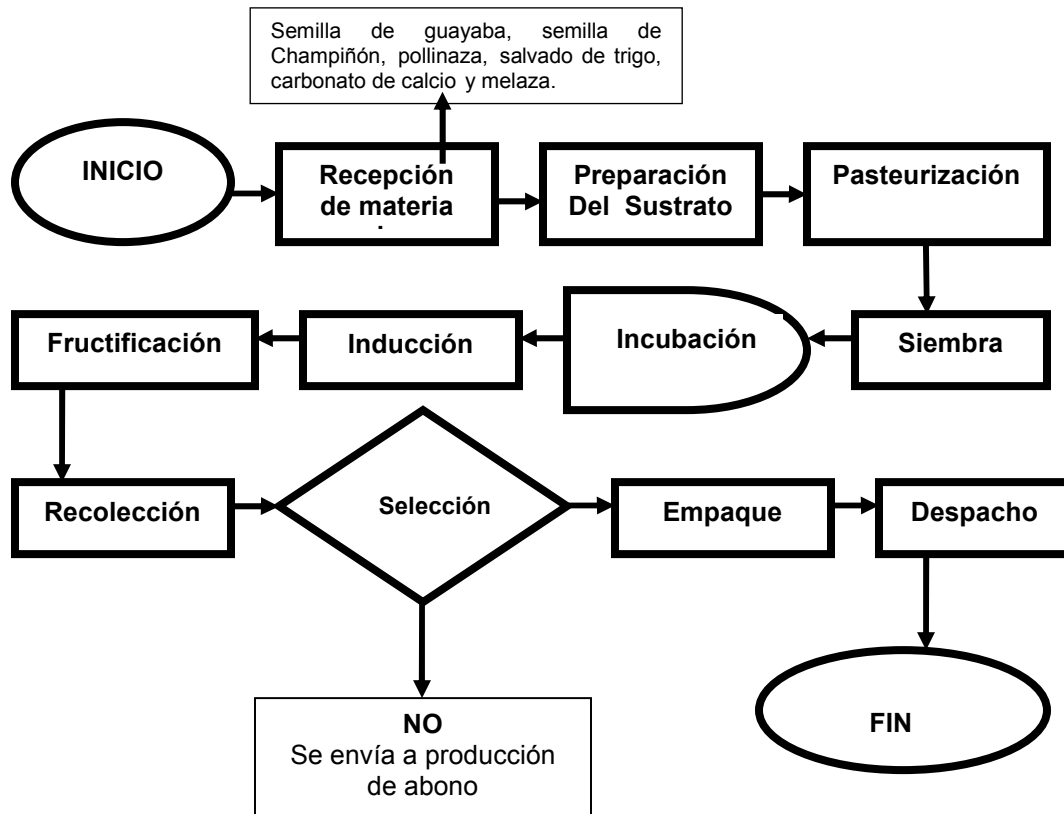 Semilla de guayaba, semilla de
Champiñón, pollinaza, salvado de trigo,
carbonato de calcio y melaza.
INICIO
Recepción
de materia
Preparación
Del Sustrato
Pasteurización
Fructificación
Inducción
Incubación
Siembra
Recolección
Selección
Empaque
Despacho
NO
Se envía a producción
de abono
FIN